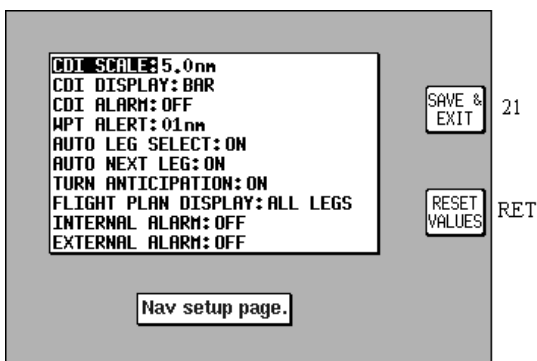 CDI SCALE: 5.0nm
CDI DISPLAY: BAR
CDI ALARM: OFF
WPT ALERT: 01nm
AUTO LEG SELECT: ON
AUTO NEXT LEG: ON
TURN ANTICIPATION: ON
FLIGHT PLAN DISPLAY: ALL LEGS
INTERNAL ALARM: OFF
EXTERNAL ALARM: OFF
SAVE &
EXIT
21
RESET
VALUES
RET
Nav setup page.